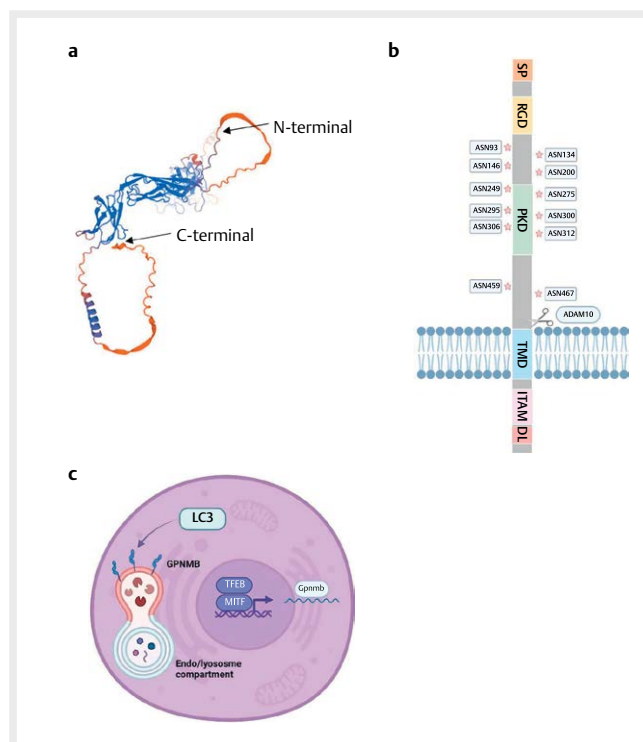 a
N-terminal
C-terminal
b
SP
RGD
ASN93
ASN134
ASN146
ASN200
ASN249
ASN275
PKD
ASN295
ASN300
ASN306
ASN312
ASN459
ASN467
ADAM10
TMD
ITAM
DL
c
LC3
GPNMB
TFEB
MITF
Gpnmb
Endo/lyososme
compartment